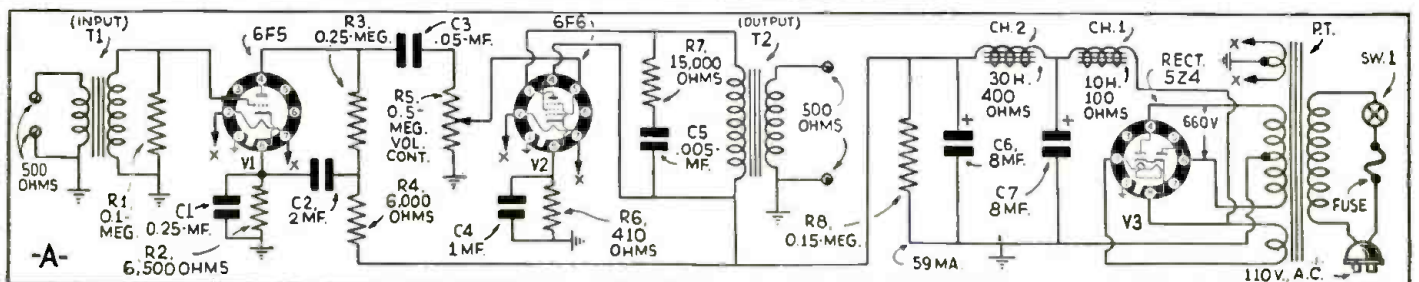 (INPUT)
T1
6F5
R3,
0.25-MEG.
C3
.05-MF.
6F6
(OUTPUT)
T2
R7,
15,000
OHMS
CH.2
CH.1
RECT.
5Z4
P.T.
SW.1
X
X
30 H.
400
OHMS
10 H.
100
OHMS
660V.
R5,
0.5-
MEG.
VOL.
CONT.
500
OHMS
C5
.005-
MF.
500
OHMS
C6,
8 MF.
C7
8 MF.
X
V1
X
X
V2
X
V3
FUSE
R1,
0.1-
MEG.
C1
0.25-MF.
C2,
2 MF.
R4,
6,000
OHMS
C4
1 MF.
R6,
410
OHMS
R8,
0.15-MEG.
-A-
R2,
6,500 OHMS
59 MA.
110 V., A.C.